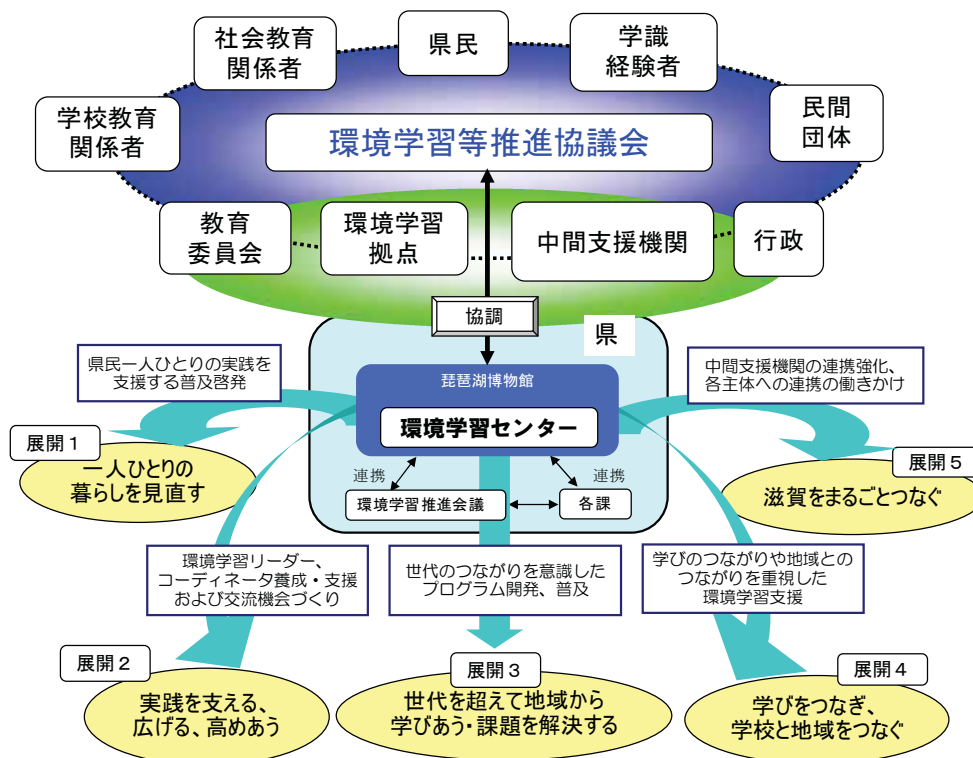 社会教育
関係者
県民
学識
経験者
学校教育
関係者
民間
団体
環境学習等推進協議会
教育
委員会
環境学習
拠点
中間支援機関
行政
協調
県
県民一人ひとりの実践を
支援する普及啓発
琵琶湖博物館
中間支援機関の連携強化、
各主体への連携の働きかけ
環境学習センター
展開1
一人ひとりの
暮らしを見直す
連携
連携
環境学習推進会議
各課
展開5
滋賀をまるごとつなぐ
環境学習リーダー、
コーディネータ養成・支援
および交流機会づくり
世代のつながりを意識した
プログラム開発、普及
学びのつながりや地域との
つながりを重視した
環境学習支援
展開2
実践を支える、
広げる、高めあう
展開3
世代を超えて地域から
学びあう・課題を解決する
展開4
学びをつなぎ、
学校と地域をつなぐ